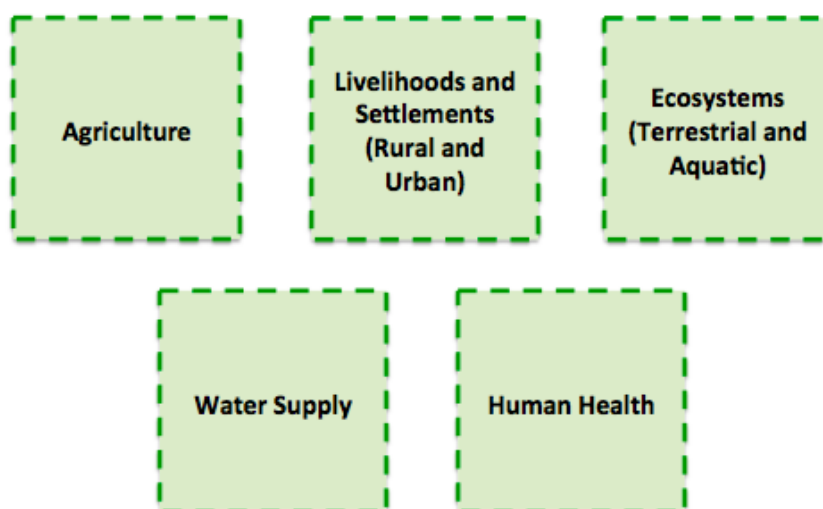 Agriculture
Livelihoods and
Settlements
(Rural and
Urban)
Ecosystems
(Terrestrial and
Aquatic)
Water Supply
Human Health